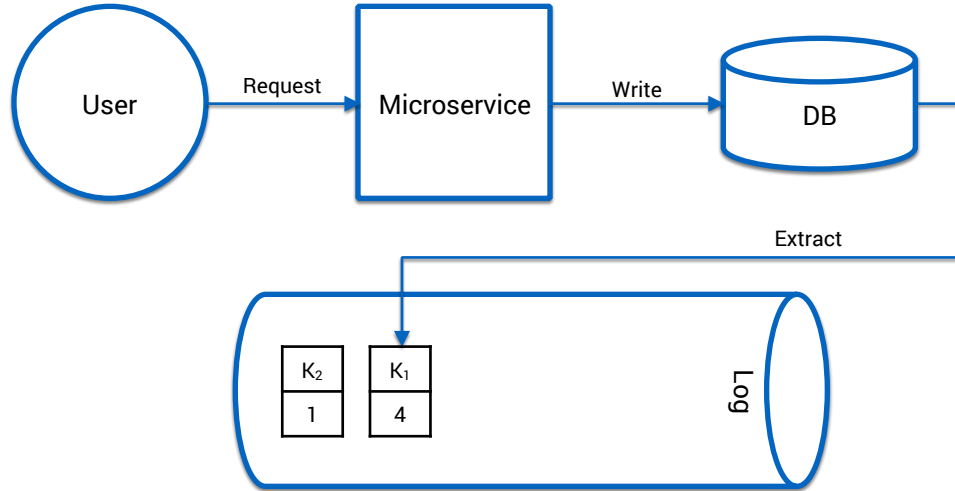 User
Request
Microservice
Write
DB
Extract
K₂
K₁
1
4
Log